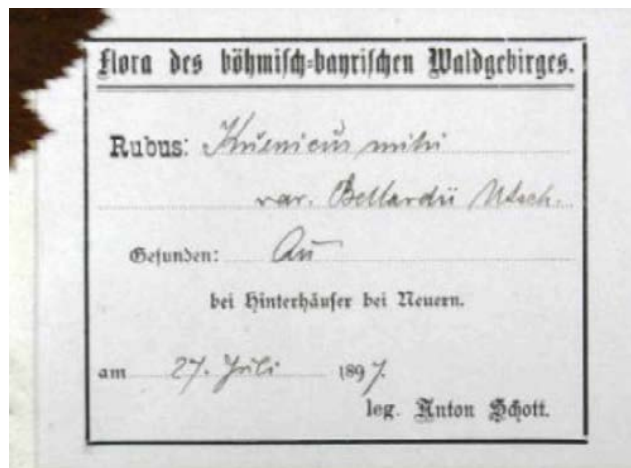 Flora des böhmisch-bayrischen Waldgebirges.
Rubus: mihi
var. Bellardii Utsch.
Gefunden: Au
bei Hinterhäuser bei Neuern.
am 27. Juli 1897.
leg. Anton Schott.